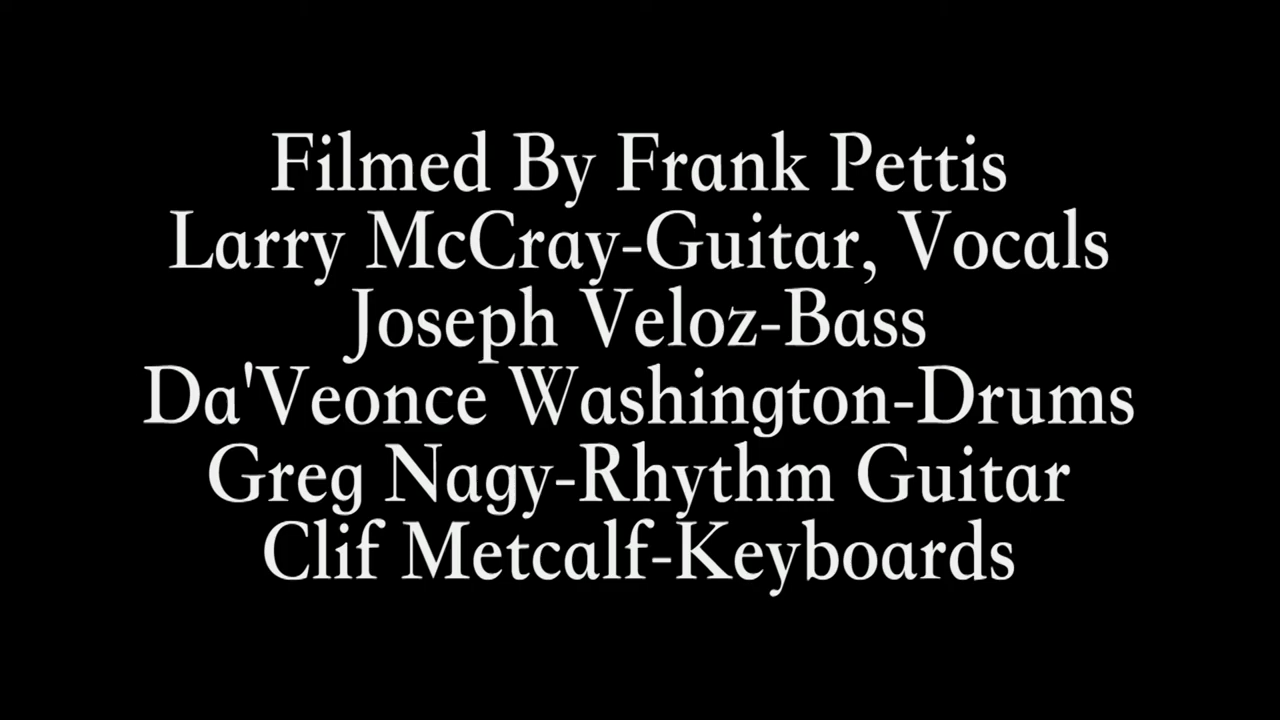 Filmed By Frank Pettis
Larry McCray-Guitar, Vocals
Joseph Veloz-Bass
Da'Veonce Washington-Drums
Greg Nagy-Rhythm Guitar
Clif Metcalf-Keyboards